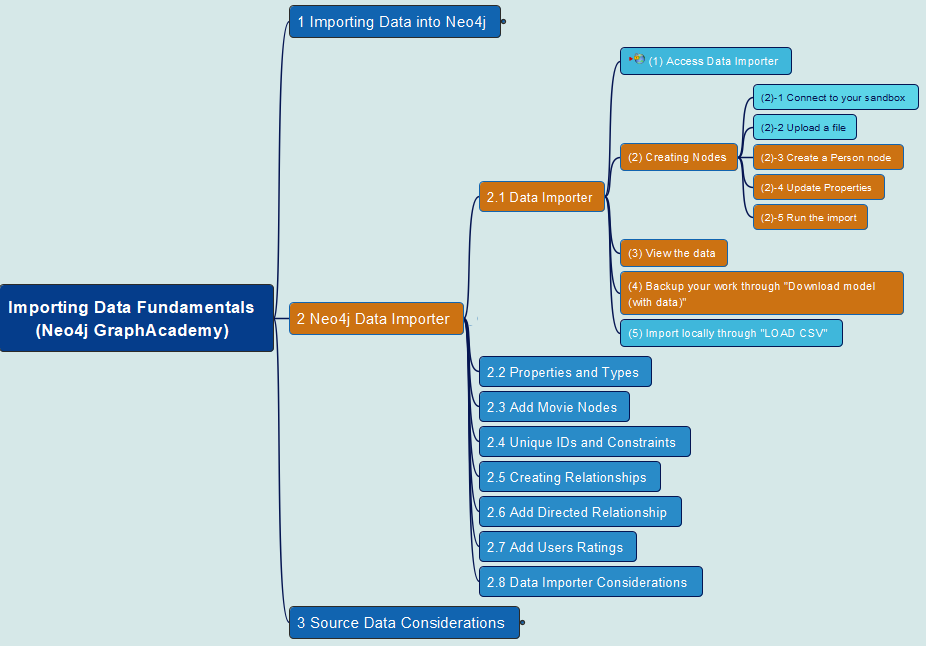 1 Importing Data into Neo4j
(1) Access Data Importer
(2)-1 Connect to your sandbox
(2)-2 Upload a file
(2) Creating Nodes
(2)-3 Create a Person node
(2)-4 Update Properties
2.1 Data Importer
(2)-5 Run the import
(3) View the data
(4) Backup your work through "Download model
(with data)"
Importing Data Fundamentals
(Neo4j GraphAcademy)
2 Neo4j Data Importer
(5) Import locally through "LOAD CSV"
2.2 Properties and Types
2.3 Add Movie Nodes
2.4 Unique IDs and Constraints
2.5 Creating Relationships
2.6 Add Directed Relationship
2.7 Add Users Ratings
2.8 Data Importer Considerations
3 Source Data Considerations